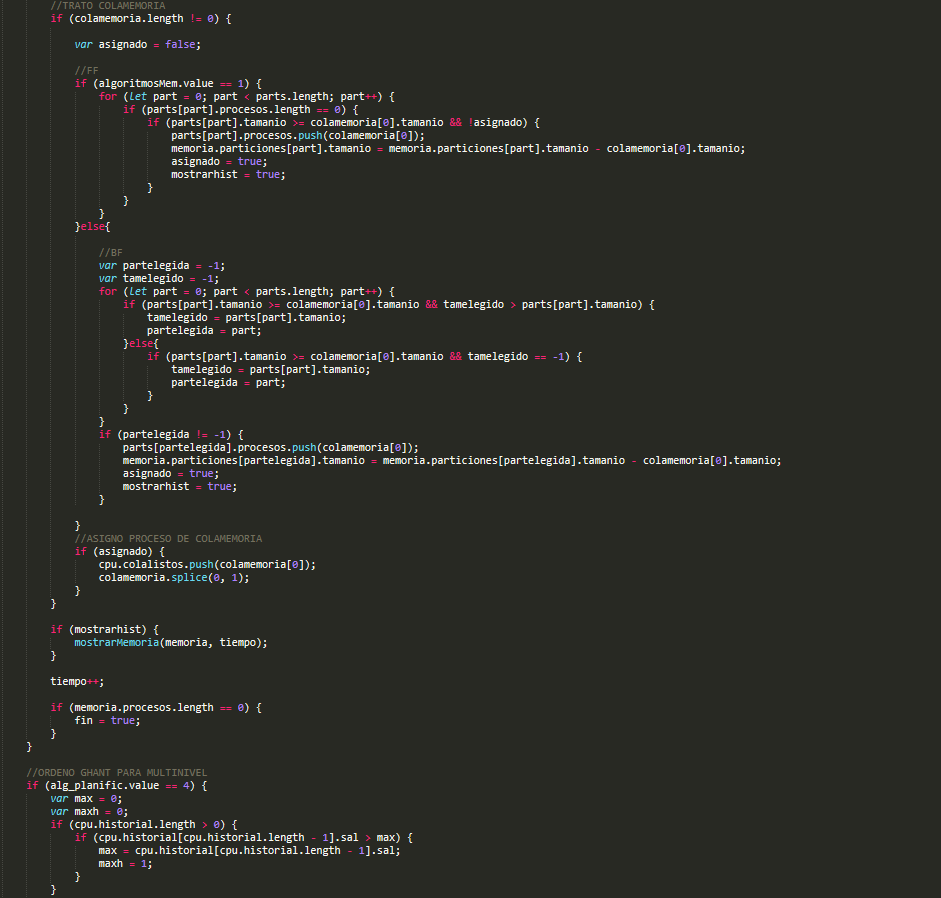 //TRATO COLAMEMORIA
if (colamemoria.length != 0) {
var asignado = false;
//FF
if (algoritmosMem.value == 1) {
for (let part = 0; part < parts.length; part++) {
if (parts[part].procesos.length == 0) {
if (parts[part].tamanio >= colamemoria[0].tamanio && !asignado) {
parts[part].procesos.push(colamemoria[0]);
memoria.particiones[part].tamanio = memoria.particiones[part].tamanio - colamemoria[0].tamanio;
asignado = true;
mostrarhist = true;
}
}
}
}else{
//BF
var partelegida = -1;
var tamelegido = -1;
for (let part = 0; part < parts.length; part++) {
if (parts[part].tamanio >= colamemoria[0].tamanio && tamelegido > parts[part].tamanio) {
tamelegido = parts[part].tamanio;
partelegida = part;
}else{
if (parts[part].tamanio >= colamemoria[0].tamanio && tamelegido == -1) {
tamelegido = parts[part].tamanio;
partelegida = part;
}
}
}
if (partelegida != -1) {
parts[partelegida].procesos.push(colamemoria[0]);
memoria.particiones[partelegida].tamanio = memoria.particiones[partelegida].tamanio - colamemoria[0].tamanio;
asignado = true;
mostrarhist = true;
}
}
//ASIGNO PROCESO DE COLAMEMORIA
if (asignado) {
cpu.colalistos.push(colamemoria[0]);
colamemoria.splice(0, 1);
}
}
if (mostrarhist) {
mostrarMemoria(memoria, tiempo);
}
tiempo++;
if (memoria.procesos.length == 0) {
fin = true;
}
}
//ORDENO GHANT PARA MULTINIVEL
if (alg_planific.value == 4) {
var max = 0;
var maxh = 0;
if (cpu.historial.length > 0) {
if (cpu.historial[cpu.historial.length - 1].sal > max) {
max = cpu.historial[cpu.historial.length - 1].sal;
maxh = 1;
}
}